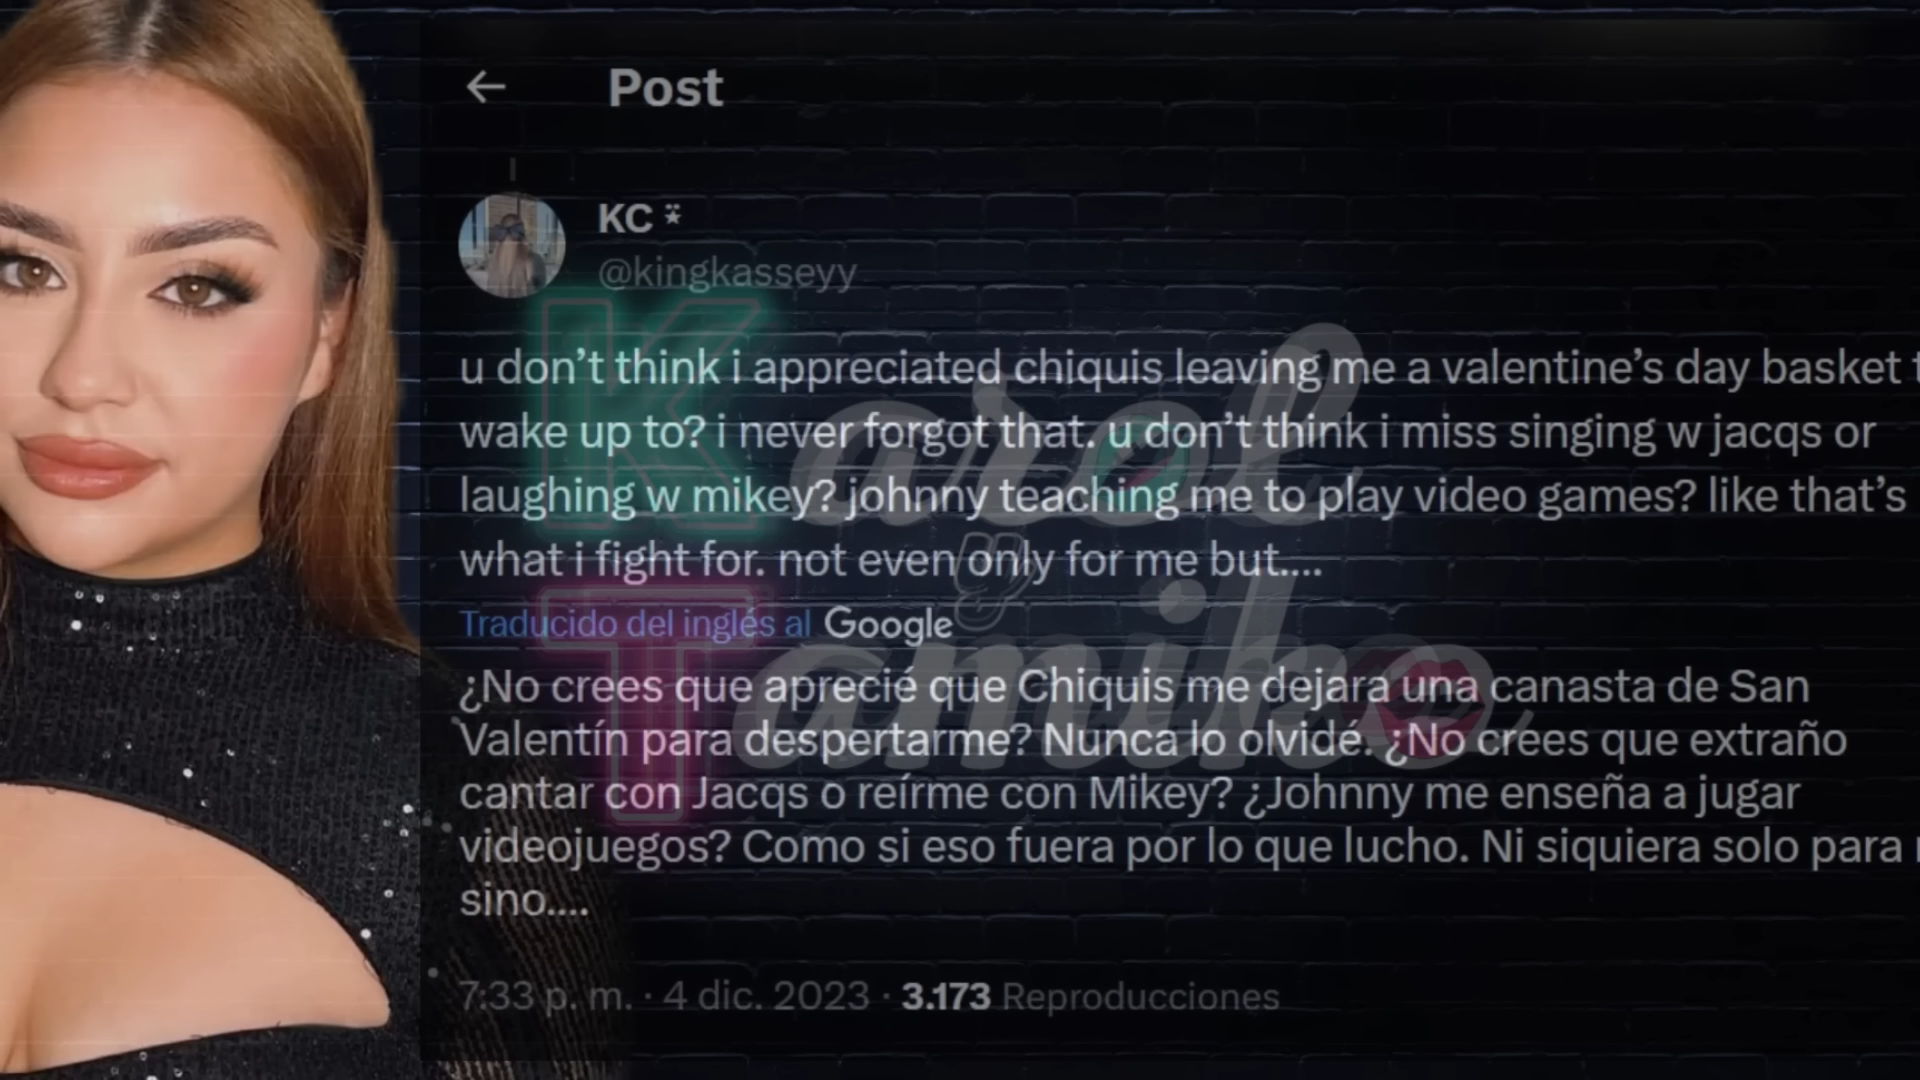 Post
KC
@kingkasseyy
u don’t think i appreciated chiquis leaving me a valentine’s day basket
wake up to? i never forgot that. u don’t think i miss singing w jacqs or
laughing w mikey? johnny teaching me to play video games? like that’s
what i fight for. not even only for me but....
Traducido del inglés al Google
¿No crees que aprecié que Chiquis me dejara una canasta de San
Valentín para despertarme? Nunca lo olvidé. ¿No crees que extraño
cantar con Jacqs o reírme con Mikey? ¿Johnny me enseña a jugar
videojuegos? Como si eso fuera por lo que lucho. Ni siquiera solo para
sino....
7:33 p. m. · 4 dic. 2023 · 3.173 Reproducciones
Karol
y
Tamiko